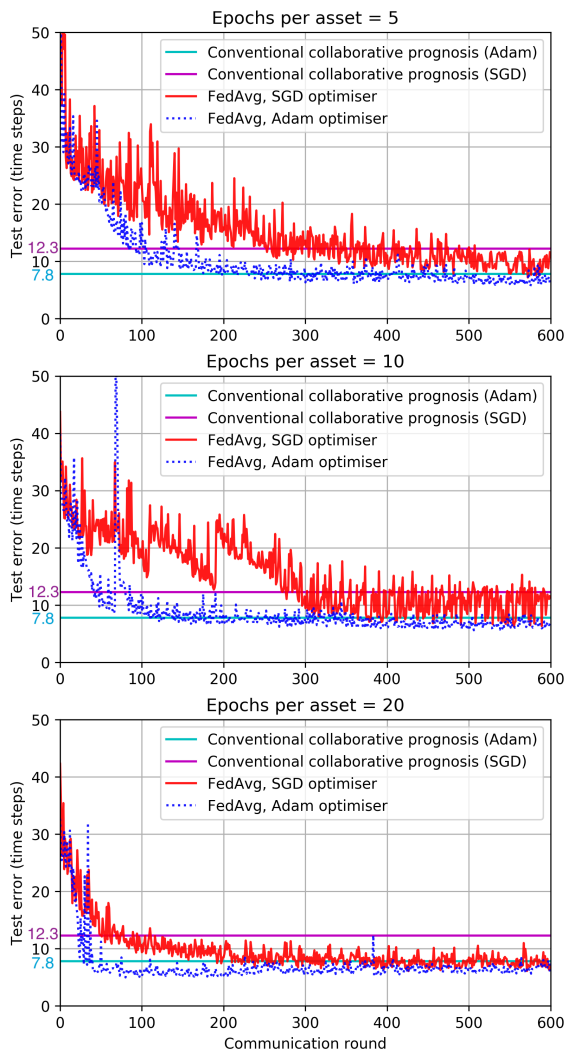 Epochs per asset = 5
Conventional collaborative prognosis (Adam)
Conventional collaborative prognosis (SGD)
FedAvg, SGD optimiser
FedAvg, Adam optimiser
Test error (time steps)
50
40
30
20
12.3
10
7.8
0
0 100 200 300 400 500 600
Epochs per asset = 10
Conventional collaborative prognosis (Adam)
Conventional collaborative prognosis (SGD)
FedAvg, SGD optimiser
FedAvg, Adam optimiser
Test error (time steps)
50
40
30
20
12.3
10
7.8
0
0 100 200 300 400 500 600
Epochs per asset = 20
Conventional collaborative prognosis (Adam)
Conventional collaborative prognosis (SGD)
FedAvg, SGD optimiser
FedAvg, Adam optimiser
Test error (time steps)
50
40
30
20
12.3
10
7.8
0
0 100 200 300 400 500 600
Communication round